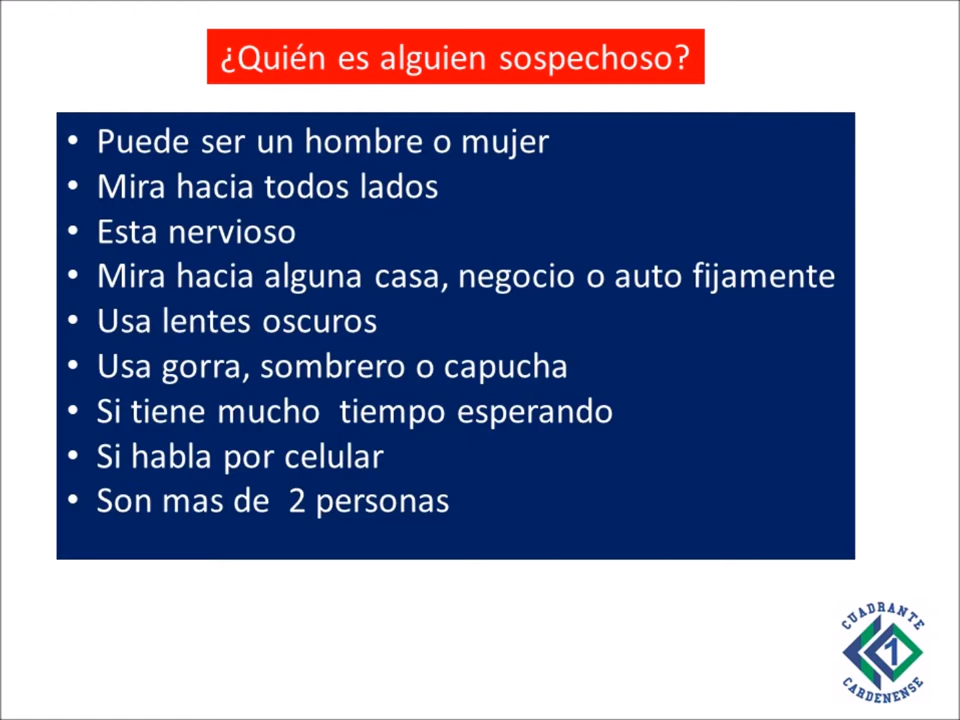 ¿Quién es alguien sospechoso?
• Puede ser un hombre o mujer
• Mira hacia todos lados
• Esta nervioso
• Mira hacia alguna casa, negocio o auto fijamente
• Usa lentes oscuros
• Usa gorra, sombrero o capucha
• Si tiene mucho  tiempo esperando
• Si habla por celular
• Son mas de  2 personas
CUADRANTE
1
CARDENENSE